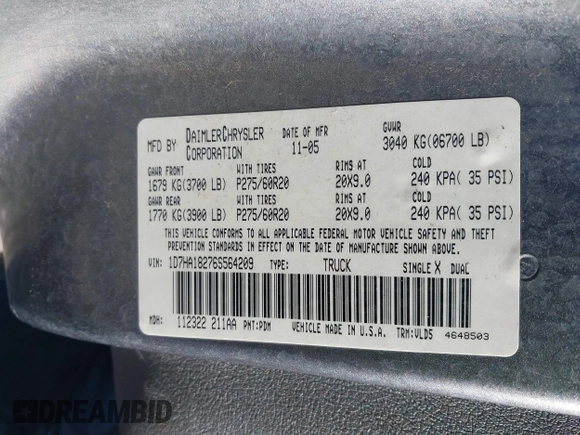 MFD BY DAIMLERCHRYSLER CORPORATION DATE OF MFR 11-05 GVWR 3040 KG(06700 LB)
GAWR FRONT WITH TIRES RIMS AT COLD
1679 KG(3700 LB) P275/60R20 20X9.0 240 KPA( 35 PSI)
GAWR REAR WITH TIRES RIMS AT COLD
1770 KG(3900 LB) P275/60R20 20X9.0 240 KPA( 35 PSI)
THIS VEHICLE CONFORMS TO ALL APPLICABLE FEDERAL MOTOR VEHICLE SAFETY AND THEFT
PREVENTION STANDARDS IN EFFECT ON THE DATE OF MANUFACTURE SHOWN ABOVE.
VIN: 1D7HA18276S564209 TYPE: TRUCK SINGLE X DUAL
MDH: 112322 211AA PNT:PDM VEHICLE MADE IN U.S.A. TRM:VLD5 4648503
DREAMBID